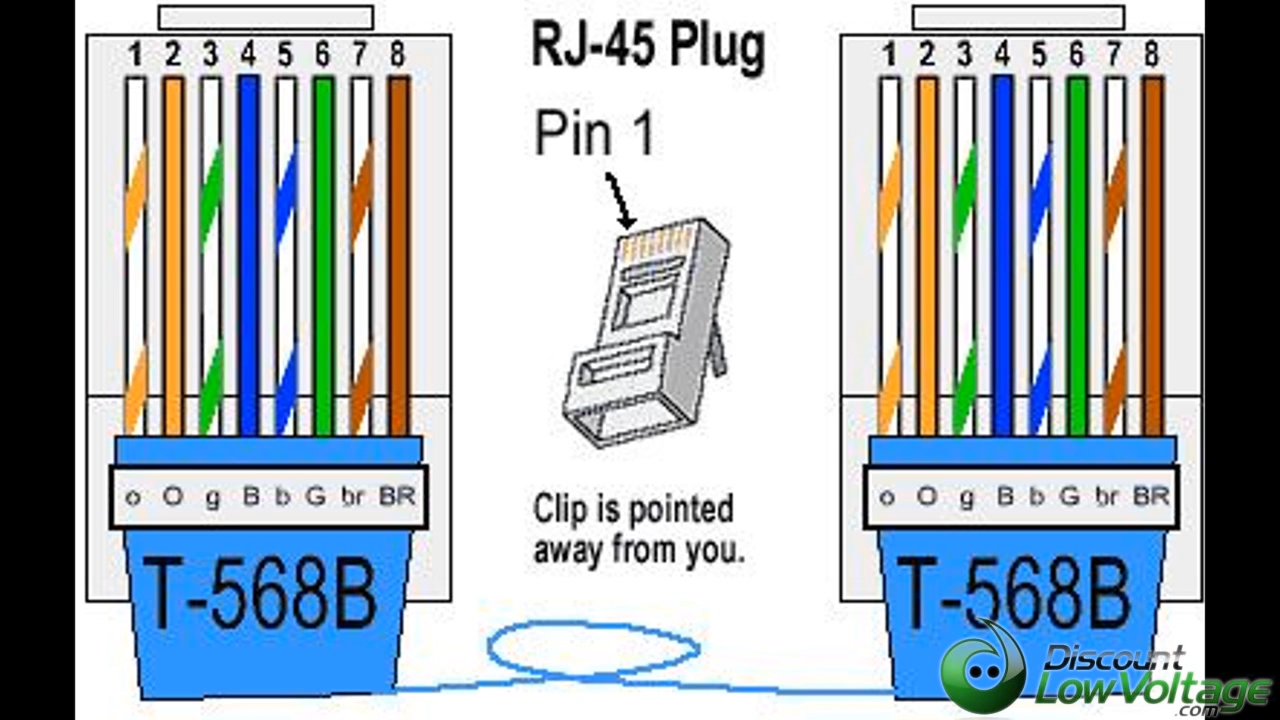 1 2 3 4 5 6 7 8
RJ-45 Plug
Pin 1
1 2 3 4 5 6 7 8
o O g B b G br BR
T-568B
Clip is pointed
away from you.
o O g B b G br BR
T-568B
Discount
LowVoltage
.com